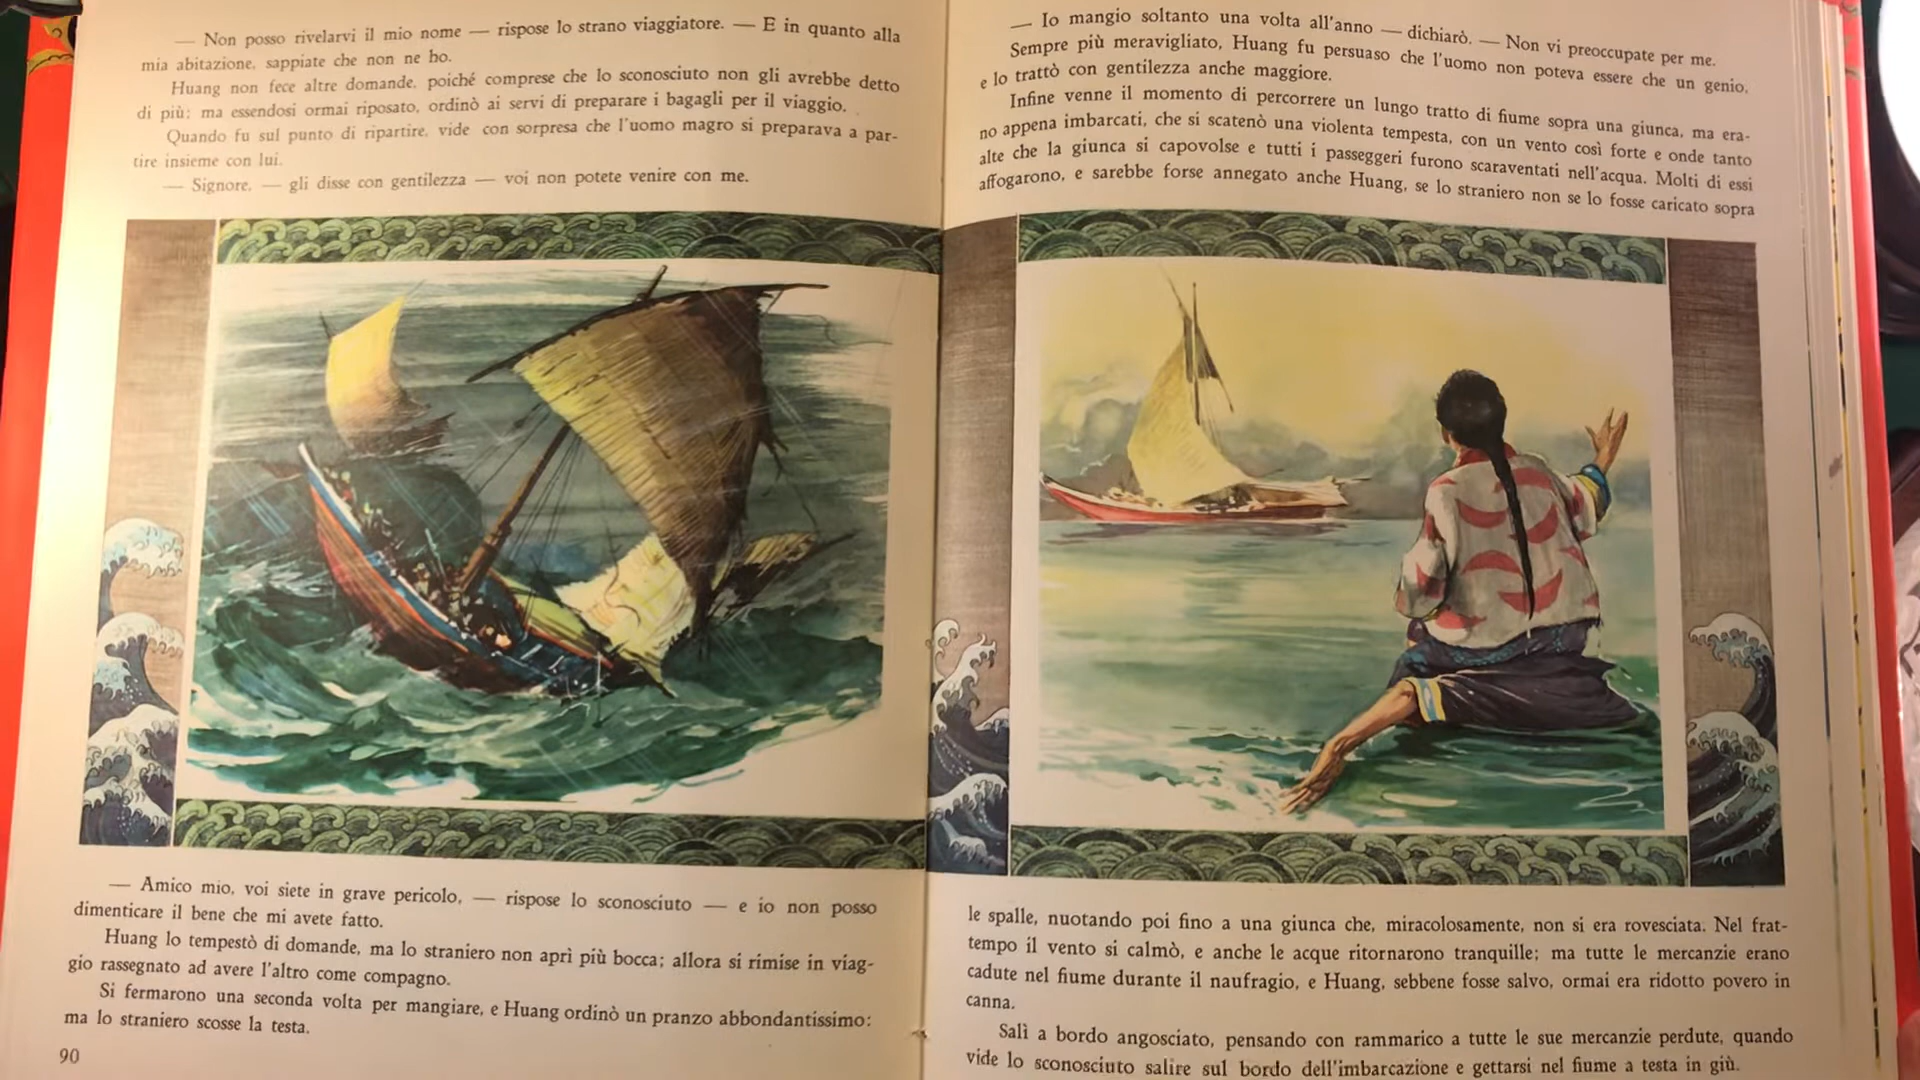 — Non posso rivelarvi il mio nome — rispose lo strano viaggiatore. — E in quanto alla
mia abitazione, sappiate che non ne ho.
Huang non fece altre domande, poiché comprese che lo sconosciuto non gli avrebbe detto
di più; ma essendosi ormai riposato, ordinò ai servi di preparare i bagagli per il viaggio.
Quando fu sul punto di ripartire, vide con sorpresa che l'uomo magro si preparava a par-
tire insieme con lui.
— Signore, — gli disse con gentilezza — voi non potete venire con me.
— Amico mio, voi siete in grave pericolo, — rispose lo sconosciuto — e io non posso
dimenticare il bene che mi avete fatto.
Huang lo tempestò di domande, ma lo straniero non aprì più bocca; allora si rimise in viag-
gio rassegnato ad avere l'altro come compagno.
Si fermarono una seconda volta per mangiare, e Huang ordinò un pranzo abbondantissimo:
ma lo straniero scosse la testa.
90
— Io mangio soltanto una volta all'anno — dichiarò. — Non vi preoccupate per me.
Sempre più meravigliato, Huang fu persuaso che l'uomo non poteva essere che un genio,
e lo trattò con gentilezza anche maggiore.
Infine venne il momento di percorrere un lungo tratto di fiume sopra una giunca, ma era-
no appena imbarcati, che si scatenò una violenta tempesta, con un vento così forte e onde tanto
alte che la giunca si capovolse e tutti i passeggeri furono scaraventati nell'acqua. Molti di essi
affogarono, e sarebbe forse annegato anche Huang, se lo straniero non se lo fosse caricato sopra
le spalle, nuotando poi fino a una giunca che, miracolosamente, non si era rovesciata. Nel frat-
tempo il vento si calmò, e anche le acque ritornarono tranquille; ma tutte le mercanzie erano
cadute nel fiume durante il naufragio, e Huang, sebbene fosse salvo, ormai era ridotto povero in
canna.
Salì a bordo angosciato, pensando con rammarico a tutte le sue mercanzie perdute, quando
vide lo sconosciuto salire sul bordo dell'imbarcazione e gettarsi nel fiume a testa in giù.